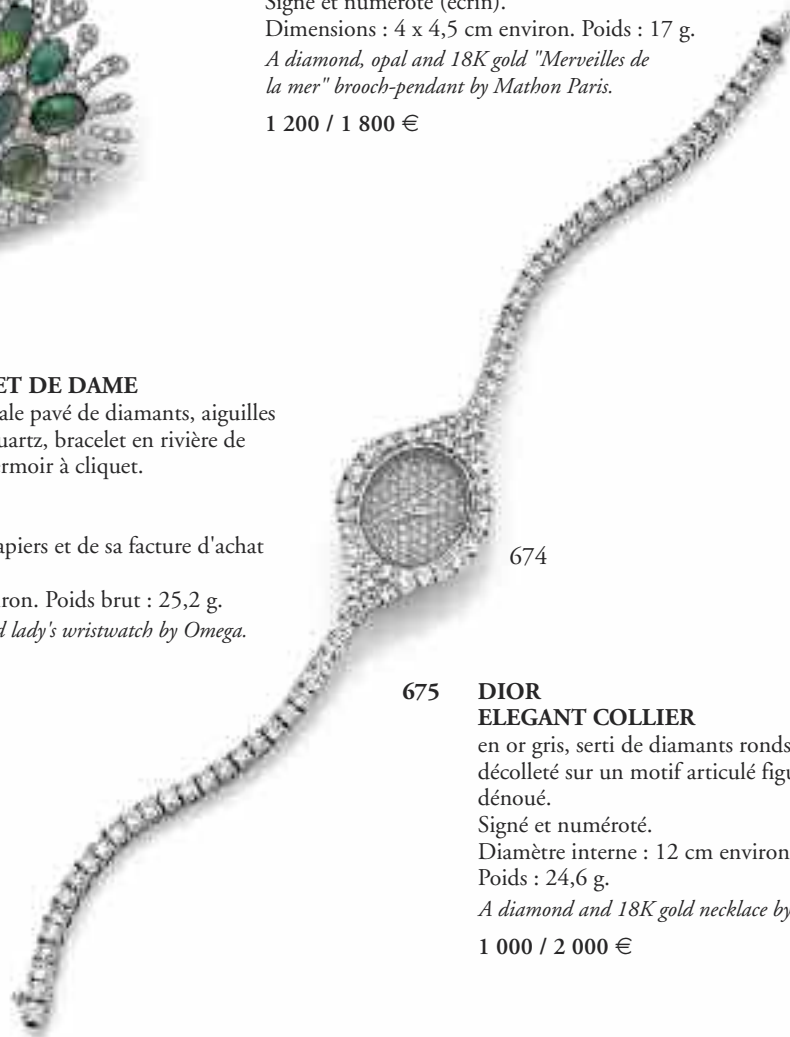 Signé et numéroté (écrin).
Dimensions : 4 x 4,5 cm environ. Poids : 17 g.
A diamond, opal and 18K gold "Merveilles de
la mer" brooch-pendant by Mathon Paris.
1 200 / 1 800 €
ET DE DAME
ale pavé de diamants, aiguilles
uartz, bracelet en rivière de
ermoir à cliquet.
apiers et de sa facture d'achat
ron. Poids brut : 25,2 g.
d lady's wristwatch by Omega.
674
675 DIOR
ELEGANT COLLIER
en or gris, serti de diamants ronds
décolleté sur un motif articulé figu
dénoué.
Signé et numéroté.
Diamètre interne : 12 cm environ
Poids : 24,6 g.
A diamond and 18K gold necklace by
1 000 / 2 000 €